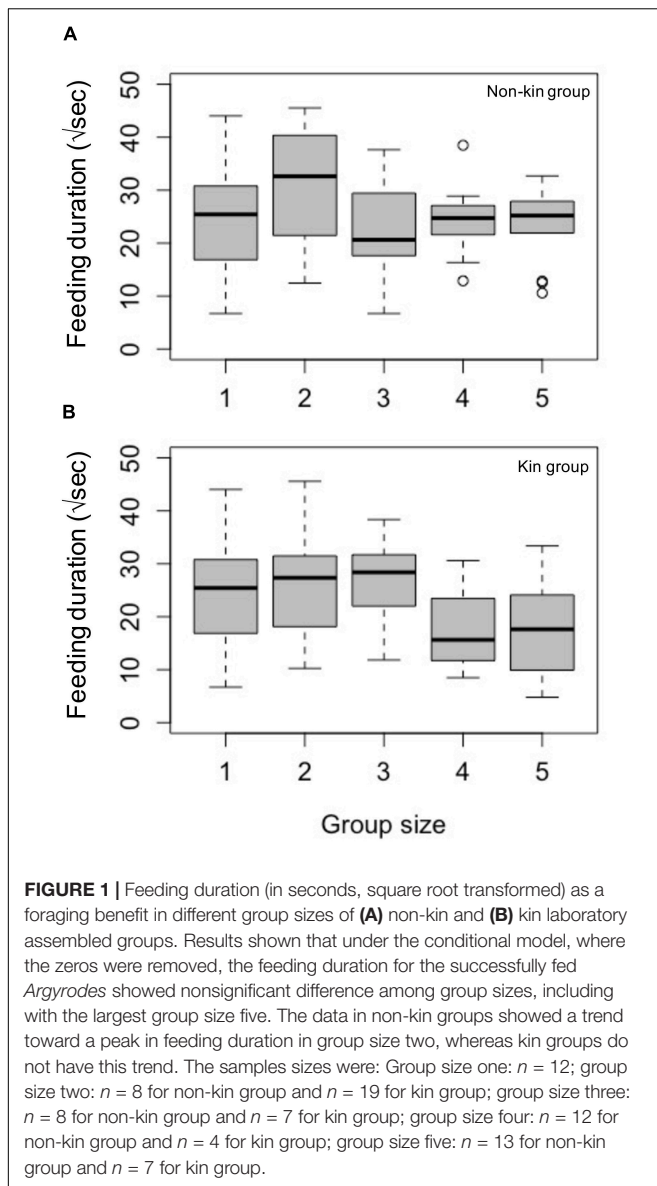 A
Non-kin group
Feeding duration (√sec)
50
40
30
20
10
0
1 2 3 4 5
B
Kin group
Feeding duration (√sec)
50
40
30
20
10
0
1 2 3 4 5
Group size
FIGURE 1 | Feeding duration (in seconds, square root transformed) as a
foraging benefit in different group sizes of (A) non-kin and (B) kin laboratory
assembled groups. Results shown that under the conditional model, where
the zeros were removed, the feeding duration for the successfully fed
Argyrodes showed nonsignificant difference among group sizes, including
with the largest group size five. The data in non-kin groups showed a trend
toward a peak in feeding duration in group size two, whereas kin groups do
not have this trend. The samples sizes were: Group size one: n = 12; group
size two: n = 8 for non-kin group and n = 19 for kin group; group size three:
n = 8 for non-kin group and n = 7 for kin group; group size four: n = 12 for
non-kin group and n = 4 for kin group; group size five: n = 13 for non-kin
group and n = 7 for kin group.